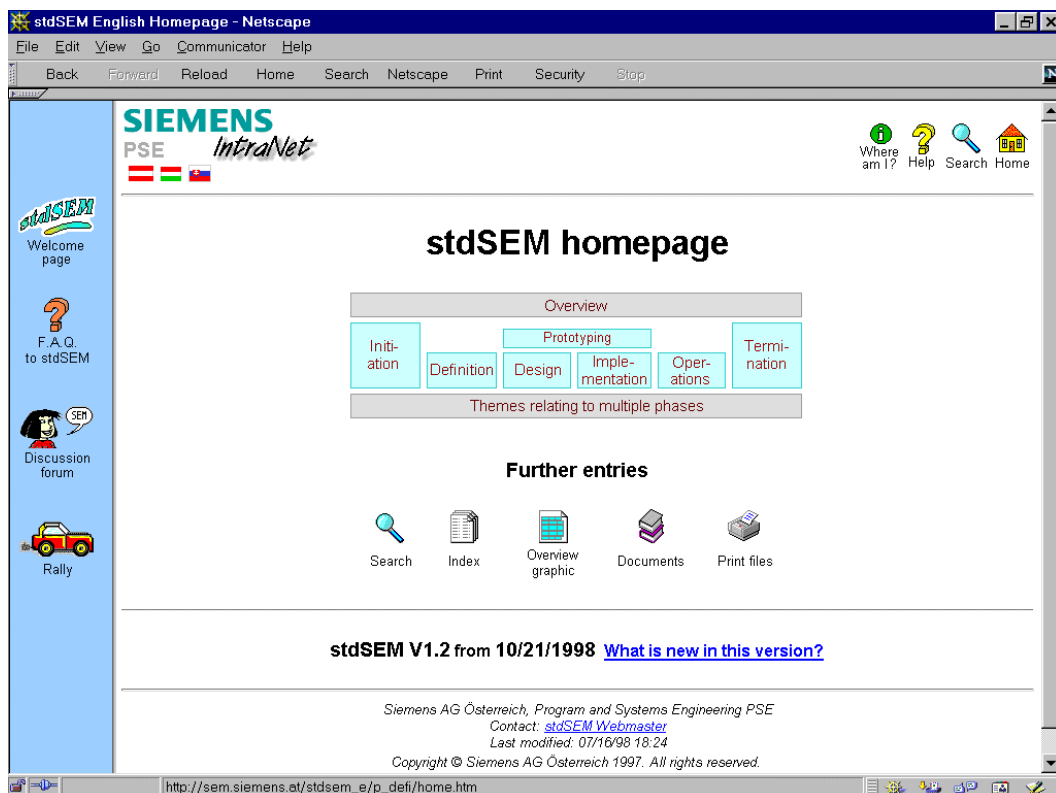 stdSEM English Homepage - Netscape
File Edit View Go Communicator Help
Back Forward Reload Home Search Netscape Print Security Stop
SIEMENS
PSE IntraNet
Where am I?
Help
Search
Home
stdSEM
Welcome
page
F.A.Q.
to stdSEM
SEM
Discussion
forum
Rally
stdSEM homepage
Overview
Initi-
ation
Prototyping
Definition
Design
Imple-
mentation
Oper-
ations
Termi-
nation
Themes relating to multiple phases
Further entries
Search
Index
Overview
graphic
Documents
Print files
stdSEM V1.2 from 10/21/1998 What is new in this version?
Siemens AG Österreich, Program and Systems Engineering PSE
Contact: stdSEM Webmaster
Last modified: 07/16/98 18:24
Copyright © Siemens AG Österreich 1997. All rights reserved.
http://sem.siemens.at/stdsem_e/p_defi/home.htm